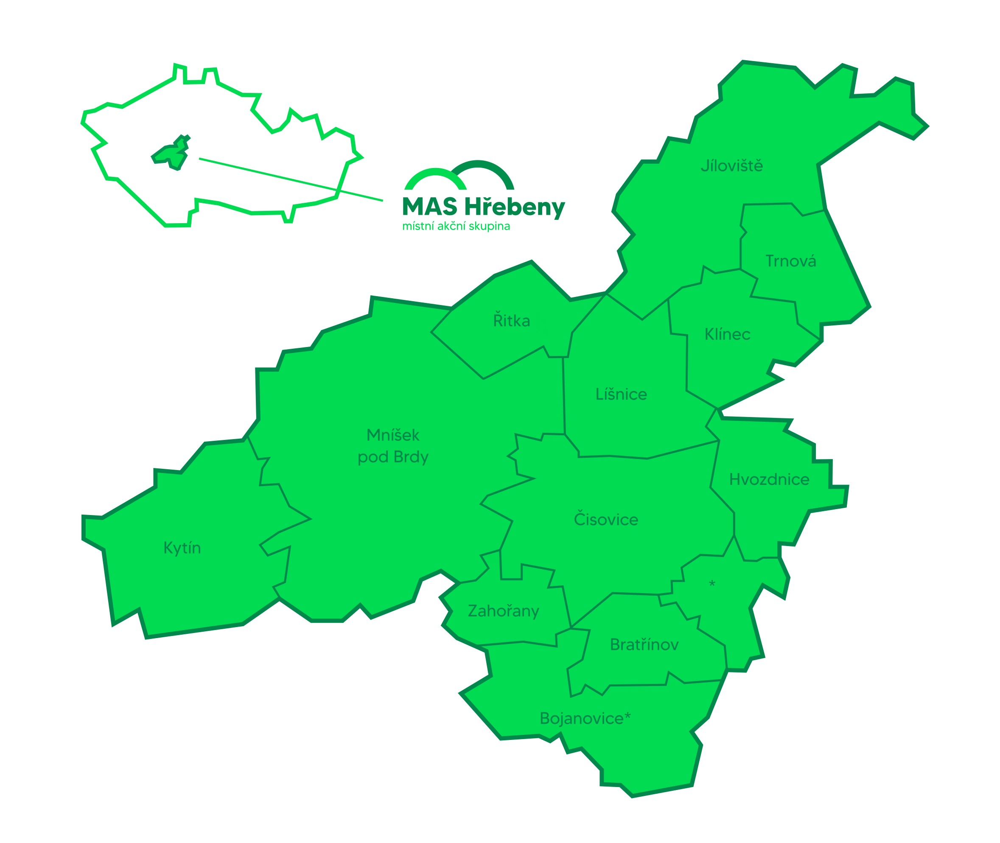 MAS Hřebeny
místní akční skupina
Jíloviště
Trnová
Řitka
Klínec
Líšnice
Mníšek
pod Brdy
Hvozdnice
Čisovice
Kytín
*
Zahořany
Bratřínov
Bojanovice*